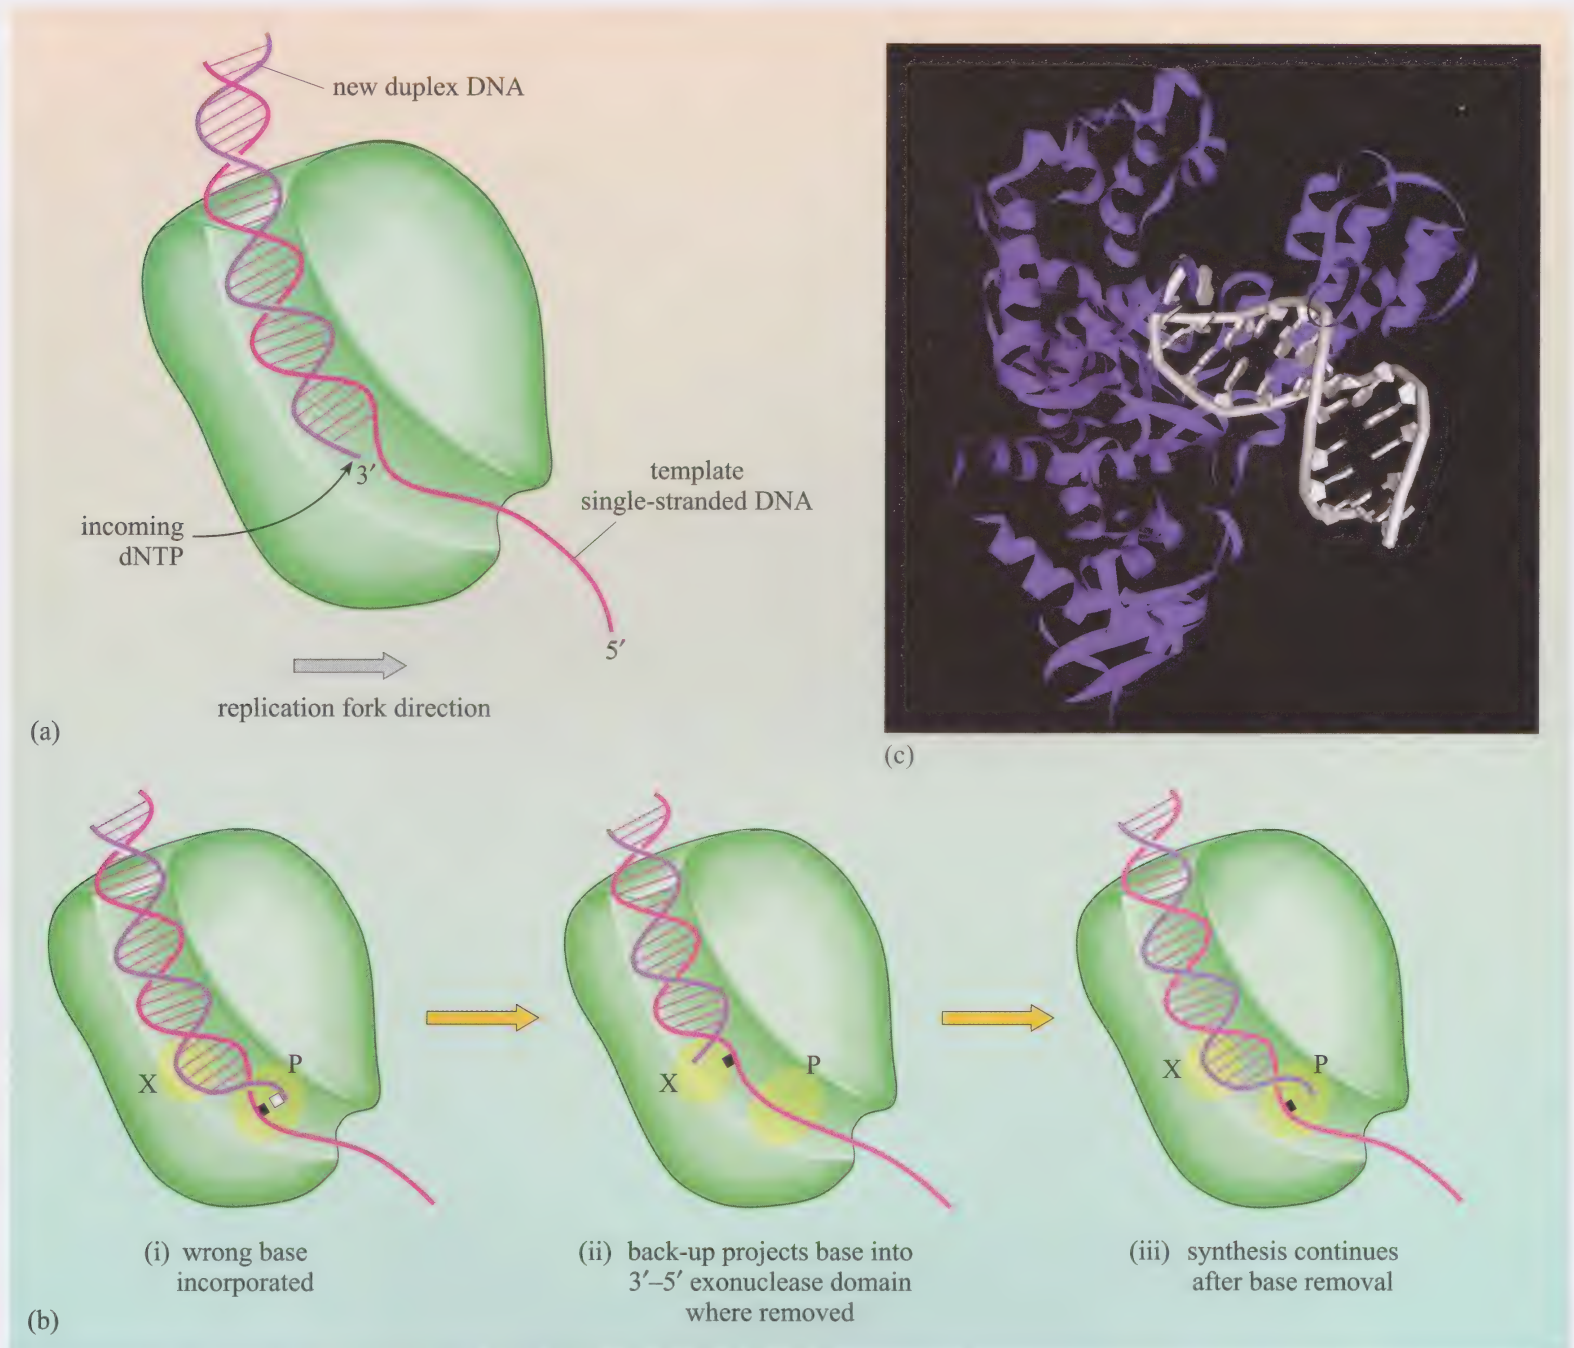 new duplex DNA
3′
incoming
dNTP
template
single-stranded DNA
5′
replication fork direction
(a)
(c)
X
P
X
P
X
P
(i) wrong base
incorporated
(ii) back-up projects base into
3′–5′ exonuclease domain
where removed
(iii) synthesis continues
after base removal
(b)